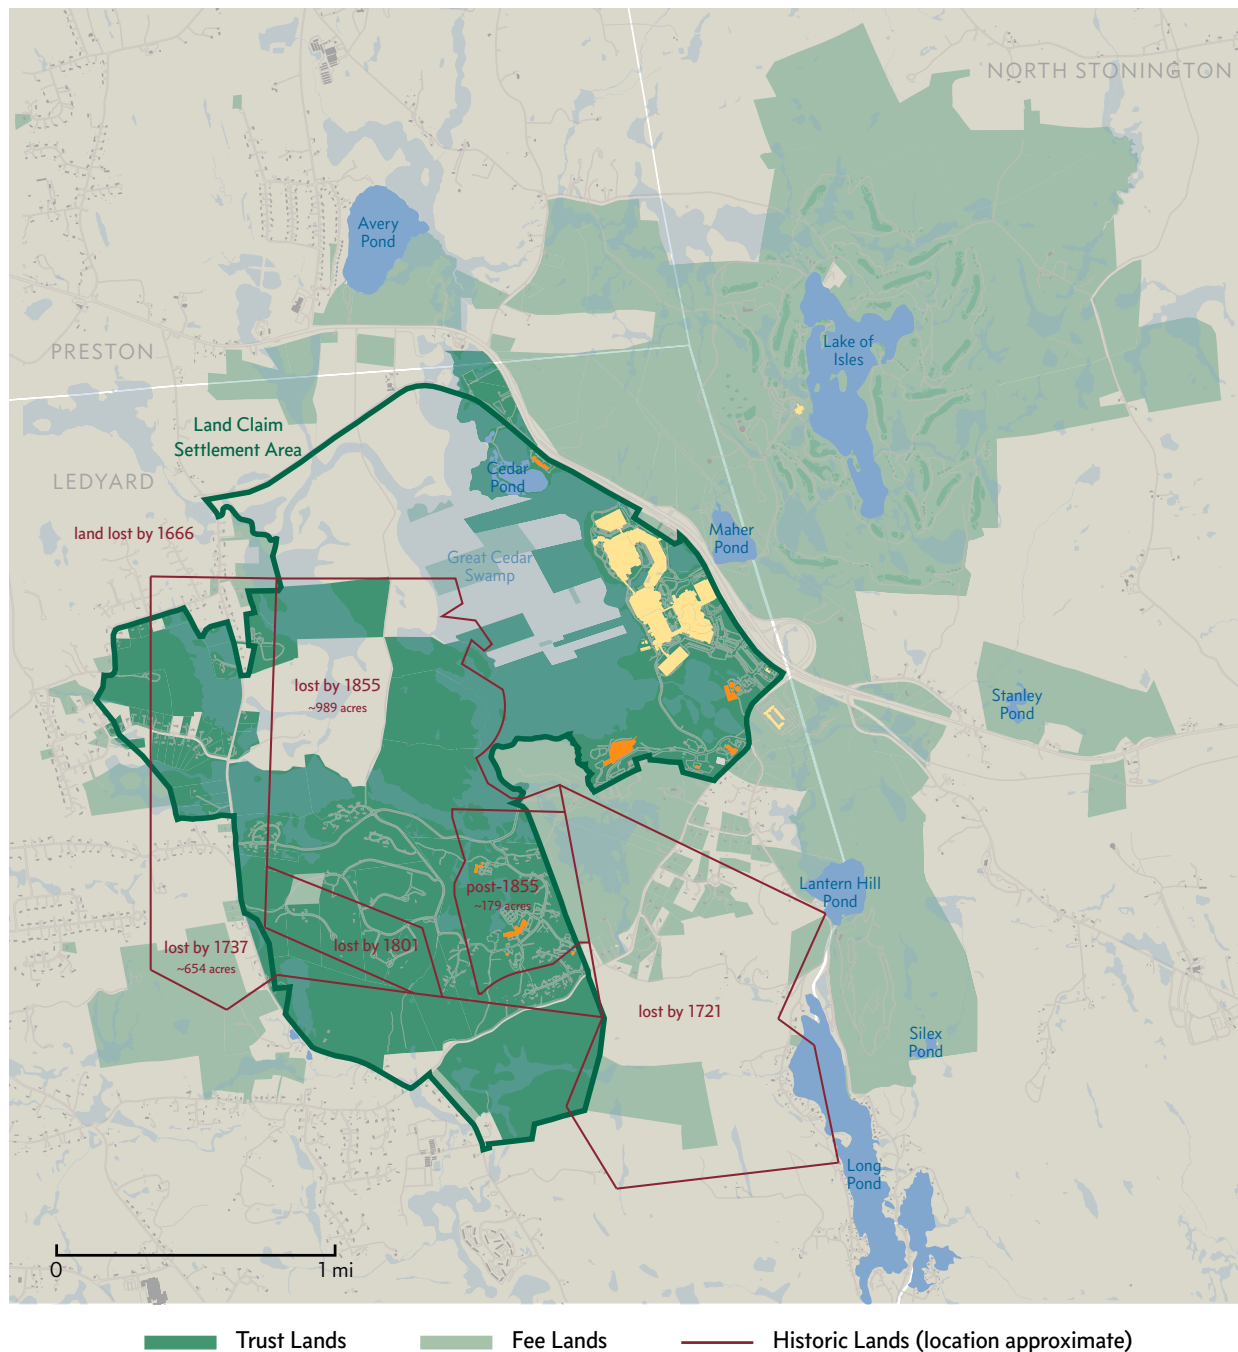 NORTH STONINGTON
Avery
Pond
Lake of
Isles
PRESTON
Land Claim
Settlement Area
Cedar
Pond
LEDYARD
land lost by 1666
Maher
Pond
Great Cedar
Swamp
lost by 1855
~989 acres
Stanley
Pond
post-1855
~179 acres
Lantern Hill
Pond
lost by 1737
~654 acres
lost by 1801
lost by 1721
Silex
Pond
Long
Pond
0
1 mi
Trust Lands
Fee Lands
Historic Lands (location approximate)